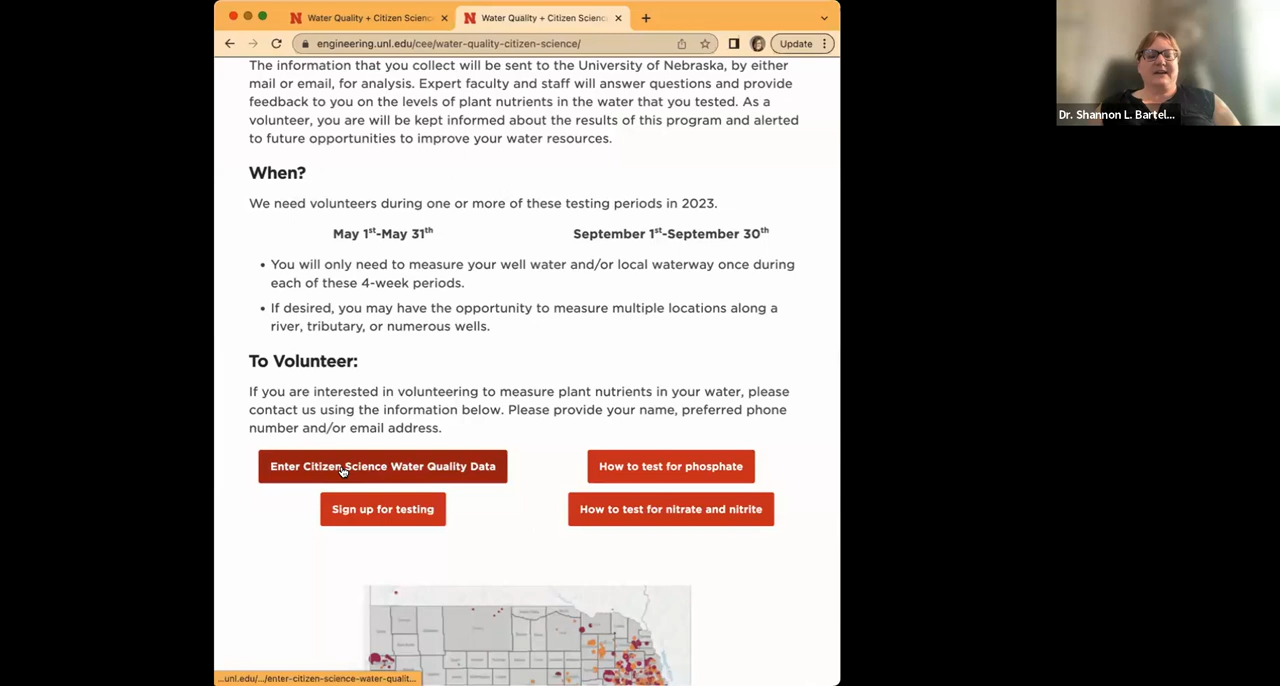 Water Quality + Citizen Scienc
Water Quality + Citizen Scienc
engineering.unl.edu/cee/water-quality-citizen-science/
Update
The information that you collect will be sent to the University of Nebraska, by either
mail or email, for analysis. Expert faculty and staff will answer questions and provide
feedback to you on the levels of plant nutrients in the water that you tested. As a
volunteer, you are will be kept informed about the results of this program and alerted
to future opportunities to improve your water resources.
When?
We need volunteers during one or more of these testing periods in 2023.
May 1st-May 31th
September 1st-September 30th
• You will only need to measure your well water and/or local waterway once during
each of these 4-week periods.
• If desired, you may have the opportunity to measure multiple locations along a
river, tributary, or numerous wells.
To Volunteer:
If you are interested in volunteering to measure plant nutrients in your water, please
contact us using the information below. Please provide your name, preferred phone
number and/or email address.
Enter Citizen Science Water Quality Data
How to test for phosphate
Sign up for testing
How to test for nitrate and nitrite
...unl.edu/.../enter-citizen-science-water-qualit...
Dr. Shannon L. Bartel...